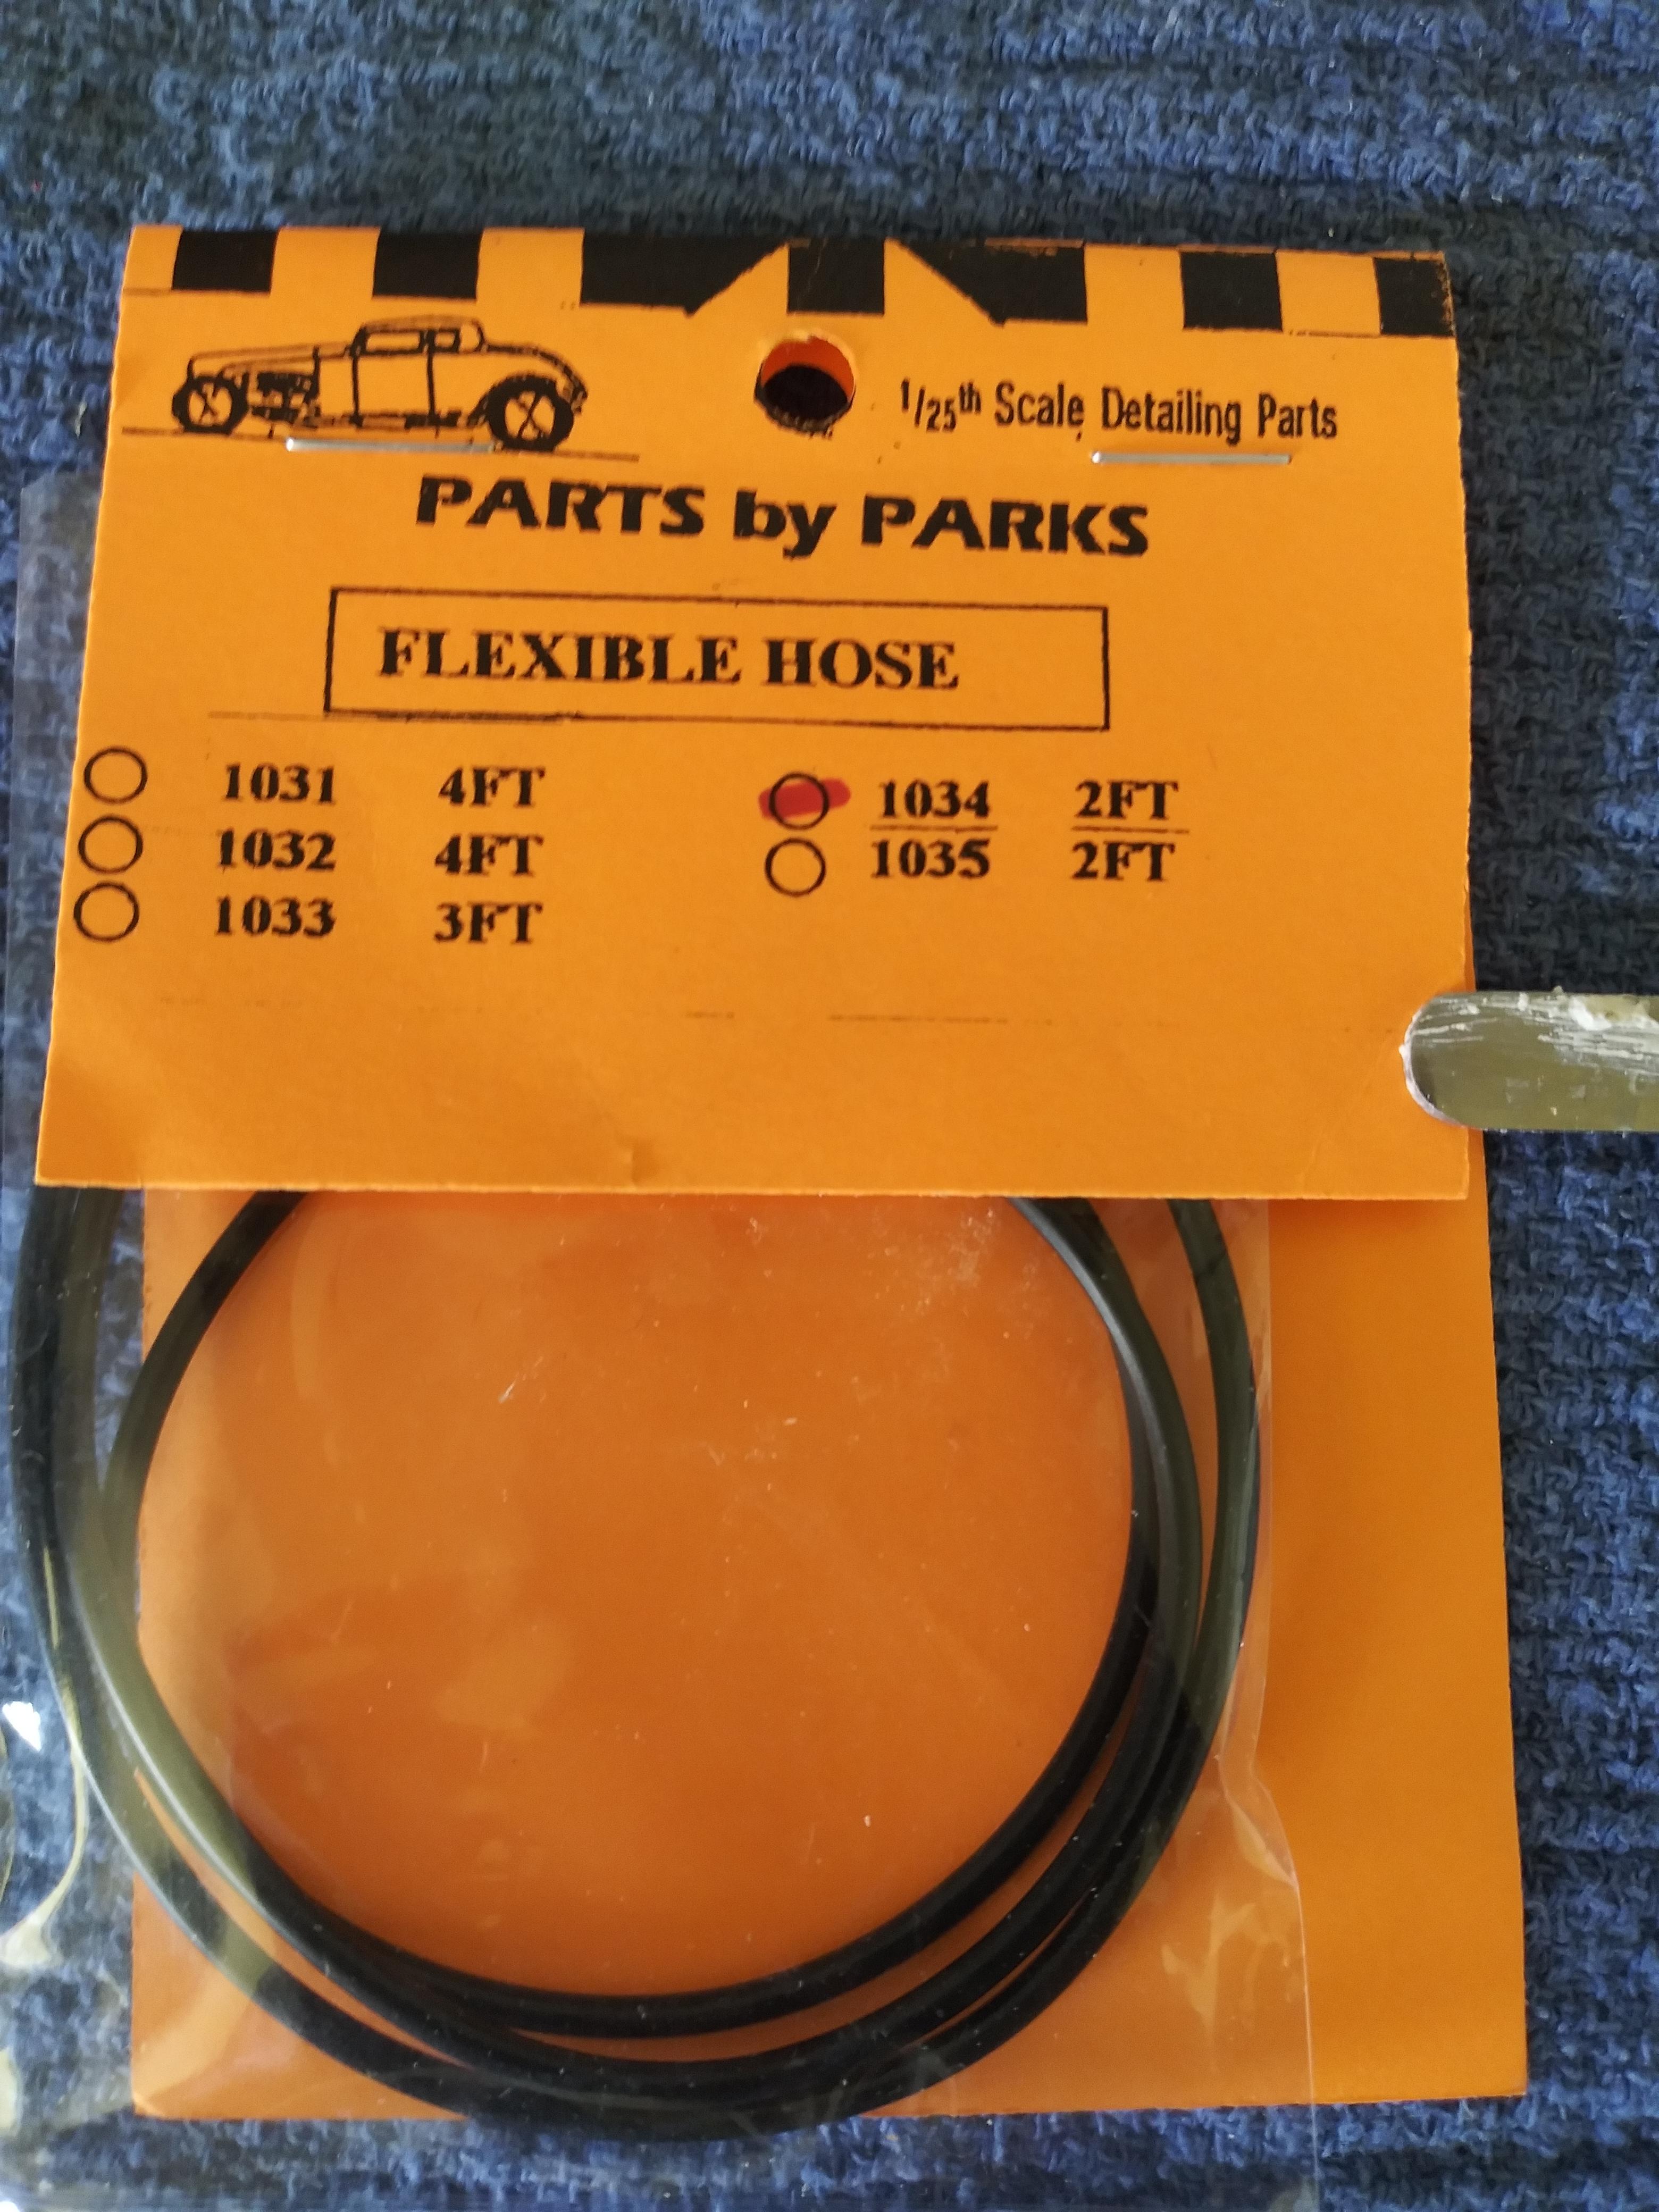 1/25th Scale Detailing Parts
PARTS by PARKS
FLEXIBLE HOSE
1031 4FT 1034 2FT
1032 4FT 1035 2FT
1033 3FT